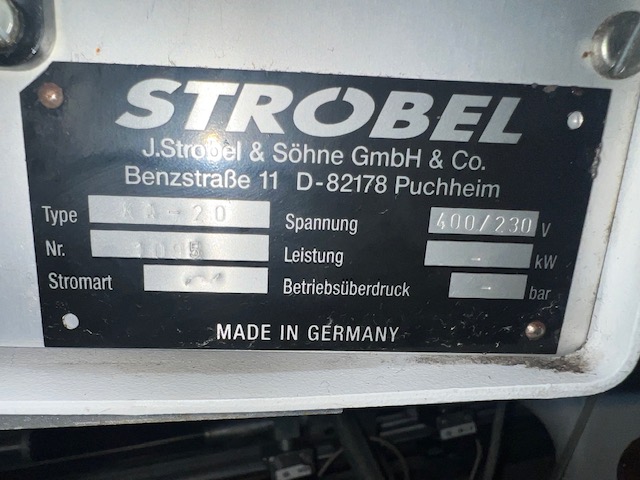 STROBEL
J.Strobel & Söhne GmbH & Co.
Benzstraße 11 D-82178 Puchheim
Type
Spannung 400/230 V
Nr.
Leistung - kW
Stromart
Betriebsüberdruck - bar
MADE IN GERMANY